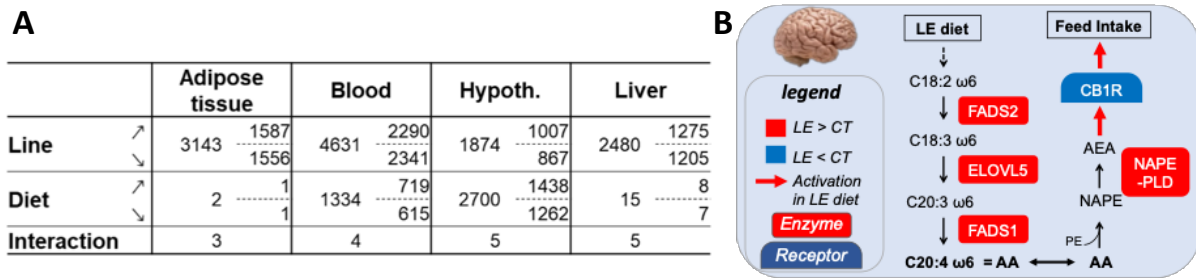 A
Adipose tissue Blood Hypoth. Liver
Line ↗ 3143 1587 4631 2290 1874 1007 2480 1275
↘ 1556 2341 867 1205
Diet ↗ 2 1 1334 719 2700 1438 15 8
↘ 1 615 1262 7
Interaction 3 4 5 5
B
LE diet
Feed Intake
legend
LE > CT
LE < CT
Activation
in LE diet
Enzyme
Receptor
C18:2 ω6
FADS2
C18:3 ω6
ELOVL5
C20:3 ω6
FADS1
C20:4 ω6 = AA
AA
PE
NAPE
NAPE
-PLD
AEA
CB1R